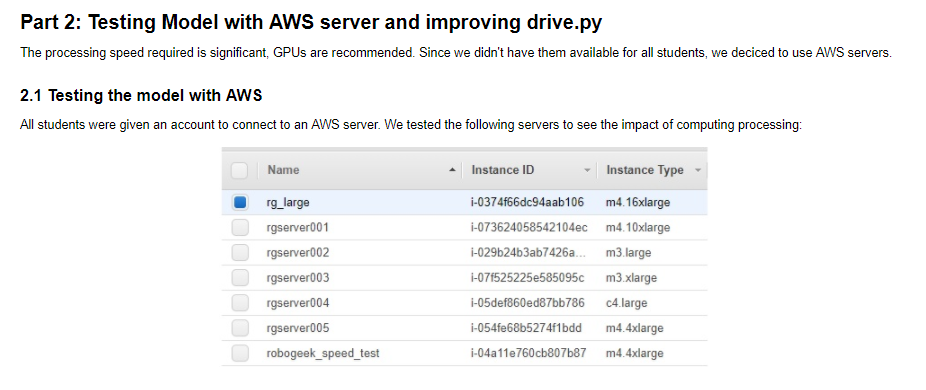 Part 2: Testing Model with AWS server and improving drive.py
The processing speed required is significant, GPUs are recommended. Since we didn't have them available for all students, we deciced to use AWS servers.
2.1 Testing the model with AWS
All students were given an account to connect to an AWS server. We tested the following servers to see the impact of computing processing:
Name Instance ID Instance Type
rg_large i-0374f66dc94aab106 m4.16xlarge
rgserver001 i-073624058542104ec m4.10xlarge
rgserver002 i-029b24b3ab7426a... m3.large
rgserver003 i-07f525225e585095c m3.xlarge
rgserver004 i-05def860ed87bb786 c4.large
rgserver005 i-054fe68b5274f1bdd m4.4xlarge
robogeek_speed_test i-04a11e760cb807b87 m4.4xlarge